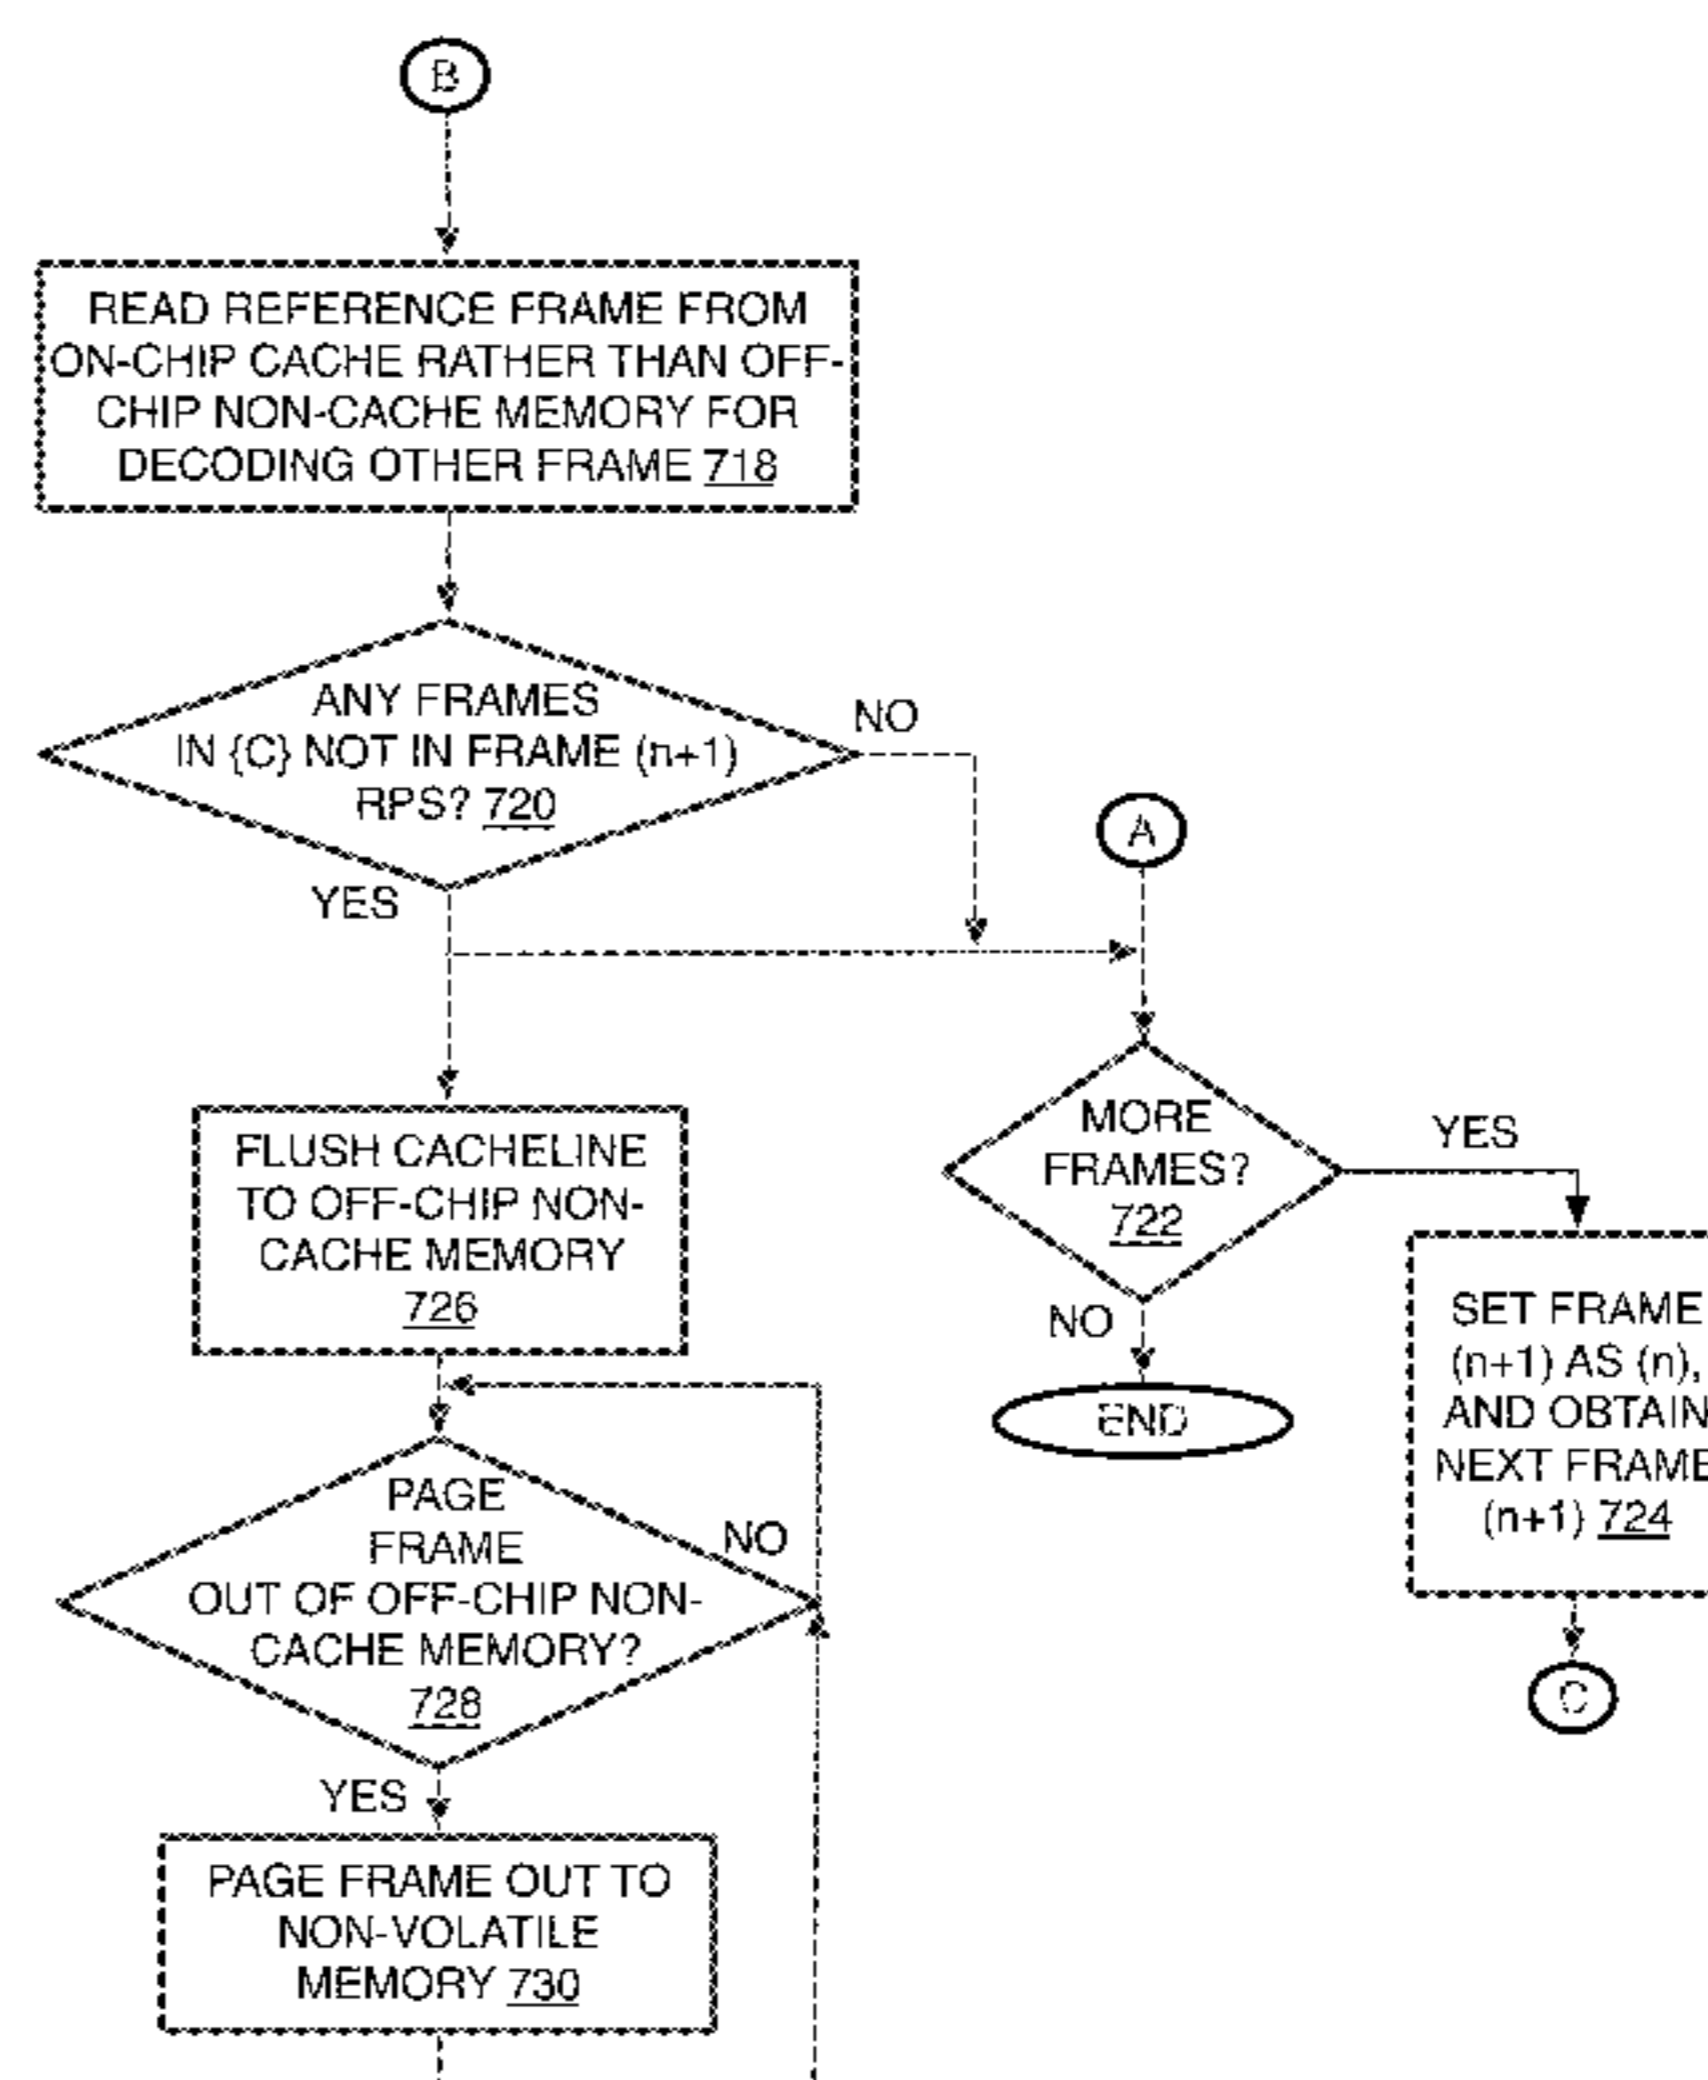 B
READ REFERENCE FRAME FROM
ON-CHIP CACHE RATHER THAN OFF-
CHIP NON-CACHE MEMORY FOR
DECODING OTHER FRAME 718
ANY FRAMES
IN {C} NOT IN FRAME (n+1)
RPS? 720
NO
YES
A
MORE
FRAMES?
722
YES
NO
END
FLUSH CACHELINE
TO OFF-CHIP NON-
CACHE MEMORY
726
SET FRAME
(n+1) AS (n),
AND OBTAIN
NEXT FRAME
(n+1) 724
C
PAGE
FRAME
OUT OF OFF-CHIP NON-
CACHE MEMORY?
728
NO
YES
PAGE FRAME OUT TO
NON-VOLATILE
MEMORY 730